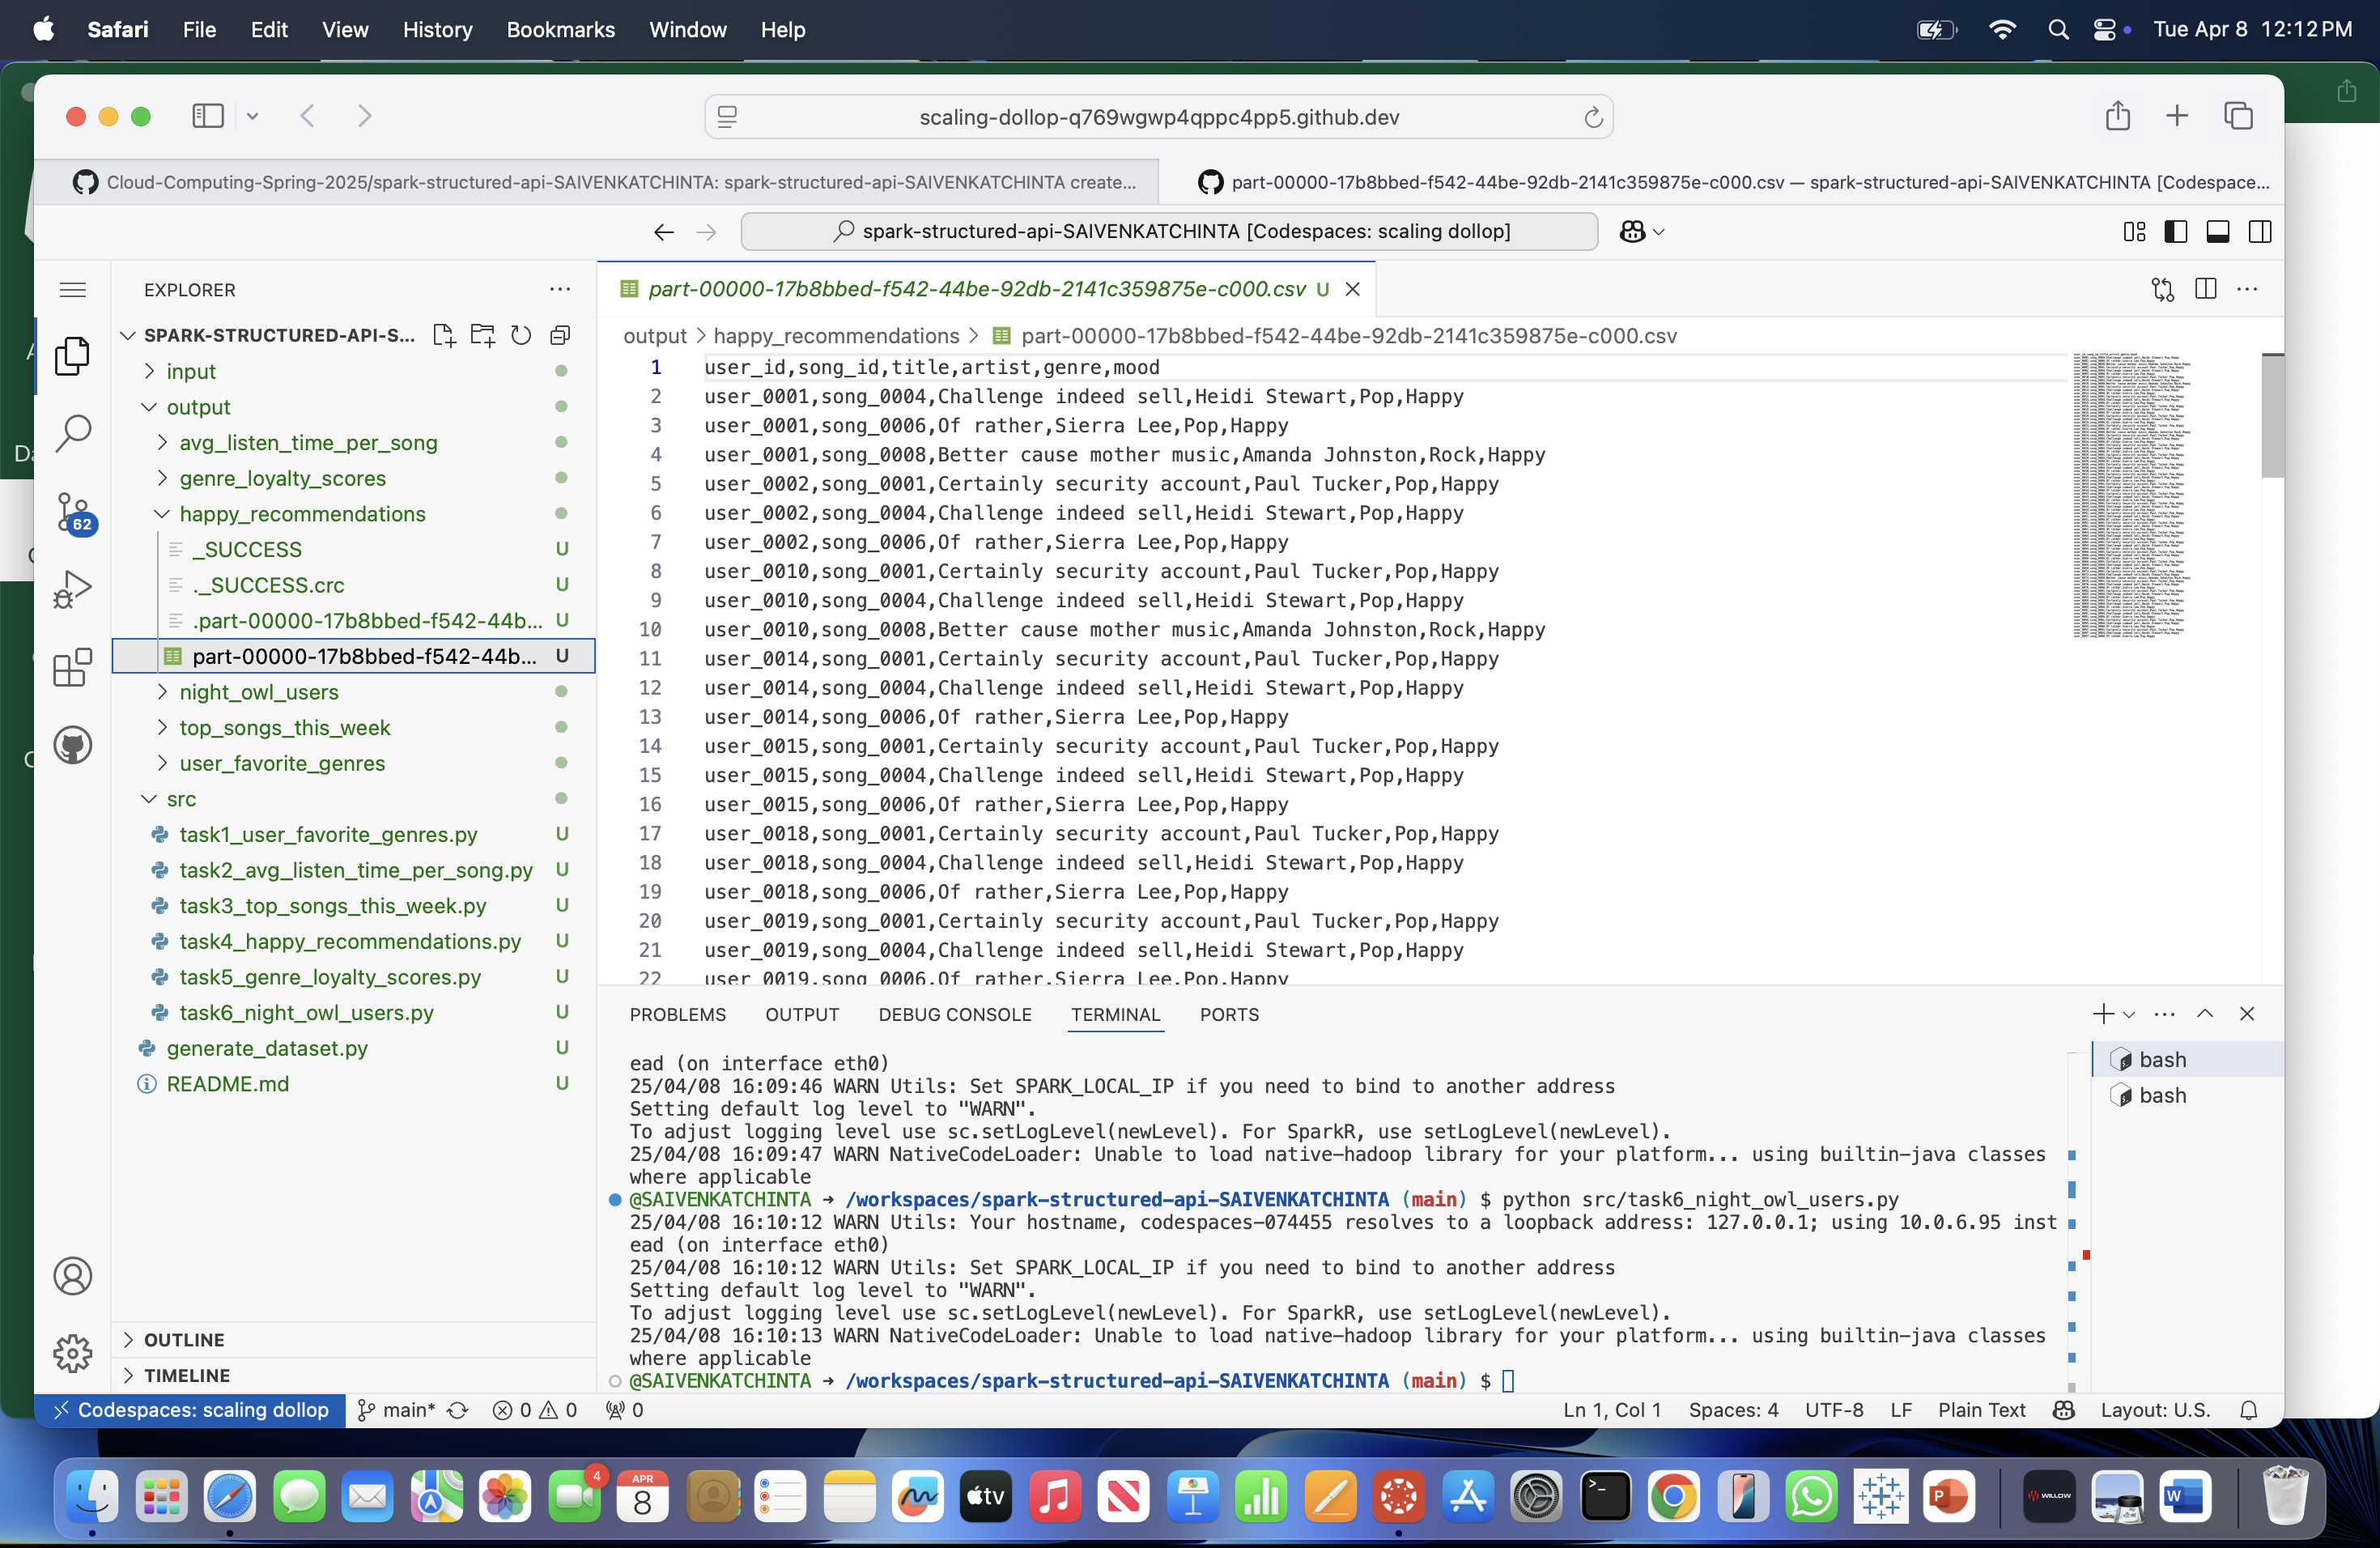 Safari File Edit View History Bookmarks Window Help Tue Apr 8 12:12 PM
scaling-dollop-q769wgwp4qppc4pp5.github.dev
Cloud-Computing-Spring-2025/spark-structured-api-SAIVENKATCHINTA: spark-structured-api-SAIVENKATCHINTA create...
part-00000-17b8bbed-f542-44be-92db-2141c359875e-c000.csv — spark-structured-api-SAIVENKATCHINTA [Codespace...
spark-structured-api-SAIVENKATCHINTA [Codespaces: scaling dollop]
EXPLORER
SPARK-STRUCTURED-API-S...
input
output
avg_listen_time_per_song
genre_loyalty_scores
happy_recommendations
_SUCCESS U
._SUCCESS.crc U
.part-00000-17b8bbed-f542-44b... U
part-00000-17b8bbed-f542-44b... U
night_owl_users
top_songs_this_week
user_favorite_genres
src
task1_user_favorite_genres.py U
task2_avg_listen_time_per_song.py U
task3_top_songs_this_week.py U
task4_happy_recommendations.py U
task5_genre_loyalty_scores.py U
task6_night_owl_users.py U
generate_dataset.py U
README.md U
62
OUTLINE
TIMELINE
part-00000-17b8bbed-f542-44be-92db-2141c359875e-c000.csv U
output > happy_recommendations > part-00000-17b8bbed-f542-44be-92db-2141c359875e-c000.csv
1 user_id,song_id,title,artist,genre,mood
2 user_0001,song_0004,Challenge indeed sell,Heidi Stewart,Pop,Happy
3 user_0001,song_0006,Of rather,Sierra Lee,Pop,Happy
4 user_0001,song_0008,Better cause mother music,Amanda Johnston,Rock,Happy
5 user_0002,song_0001,Certainly security account,Paul Tucker,Pop,Happy
6 user_0002,song_0004,Challenge indeed sell,Heidi Stewart,Pop,Happy
7 user_0002,song_0006,Of rather,Sierra Lee,Pop,Happy
8 user_0010,song_0001,Certainly security account,Paul Tucker,Pop,Happy
9 user_0010,song_0004,Challenge indeed sell,Heidi Stewart,Pop,Happy
10 user_0010,song_0008,Better cause mother music,Amanda Johnston,Rock,Happy
11 user_0014,song_0001,Certainly security account,Paul Tucker,Pop,Happy
12 user_0014,song_0004,Challenge indeed sell,Heidi Stewart,Pop,Happy
13 user_0014,song_0006,Of rather,Sierra Lee,Pop,Happy
14 user_0015,song_0001,Certainly security account,Paul Tucker,Pop,Happy
15 user_0015,song_0004,Challenge indeed sell,Heidi Stewart,Pop,Happy
16 user_0015,song_0006,Of rather,Sierra Lee,Pop,Happy
17 user_0018,song_0001,Certainly security account,Paul Tucker,Pop,Happy
18 user_0018,song_0004,Challenge indeed sell,Heidi Stewart,Pop,Happy
19 user_0018,song_0006,Of rather,Sierra Lee,Pop,Happy
20 user_0019,song_0001,Certainly security account,Paul Tucker,Pop,Happy
21 user_0019,song_0004,Challenge indeed sell,Heidi Stewart,Pop,Happy
22 user_0019,song_0006,Of rather,Sierra Lee,Pop,Happy
PROBLEMS OUTPUT DEBUG CONSOLE TERMINAL PORTS
ead (on interface eth0)
25/04/08 16:09:46 WARN Utils: Set SPARK_LOCAL_IP if you need to bind to another address
Setting default log level to "WARN".
To adjust logging level use sc.setLogLevel(newLevel). For SparkR, use setLogLevel(newLevel).
25/04/08 16:09:47 WARN NativeCodeLoader: Unable to load native-hadoop library for your platform... using builtin-java classes
where applicable
@SAIVENKATCHINTA → /workspaces/spark-structured-api-SAIVENKATCHINTA (main) $ python src/task6_night_owl_users.py
25/04/08 16:10:12 WARN Utils: Your hostname, codespaces-074455 resolves to a loopback address: 127.0.0.1; using 10.0.6.95 inst
ead (on interface eth0)
25/04/08 16:10:12 WARN Utils: Set SPARK_LOCAL_IP if you need to bind to another address
Setting default log level to "WARN".
To adjust logging level use sc.setLogLevel(newLevel). For SparkR, use setLogLevel(newLevel).
25/04/08 16:10:13 WARN NativeCodeLoader: Unable to load native-hadoop library for your platform... using builtin-java classes
where applicable
@SAIVENKATCHINTA → /workspaces/spark-structured-api-SAIVENKATCHINTA (main) $
bash
bash
Codespaces: scaling dollop main* 0 0 0 Ln 1, Col 1 Spaces: 4 UTF-8 LF Plain Text Layout: U.S.
4
APR
8
tv
WILLOW
P
W